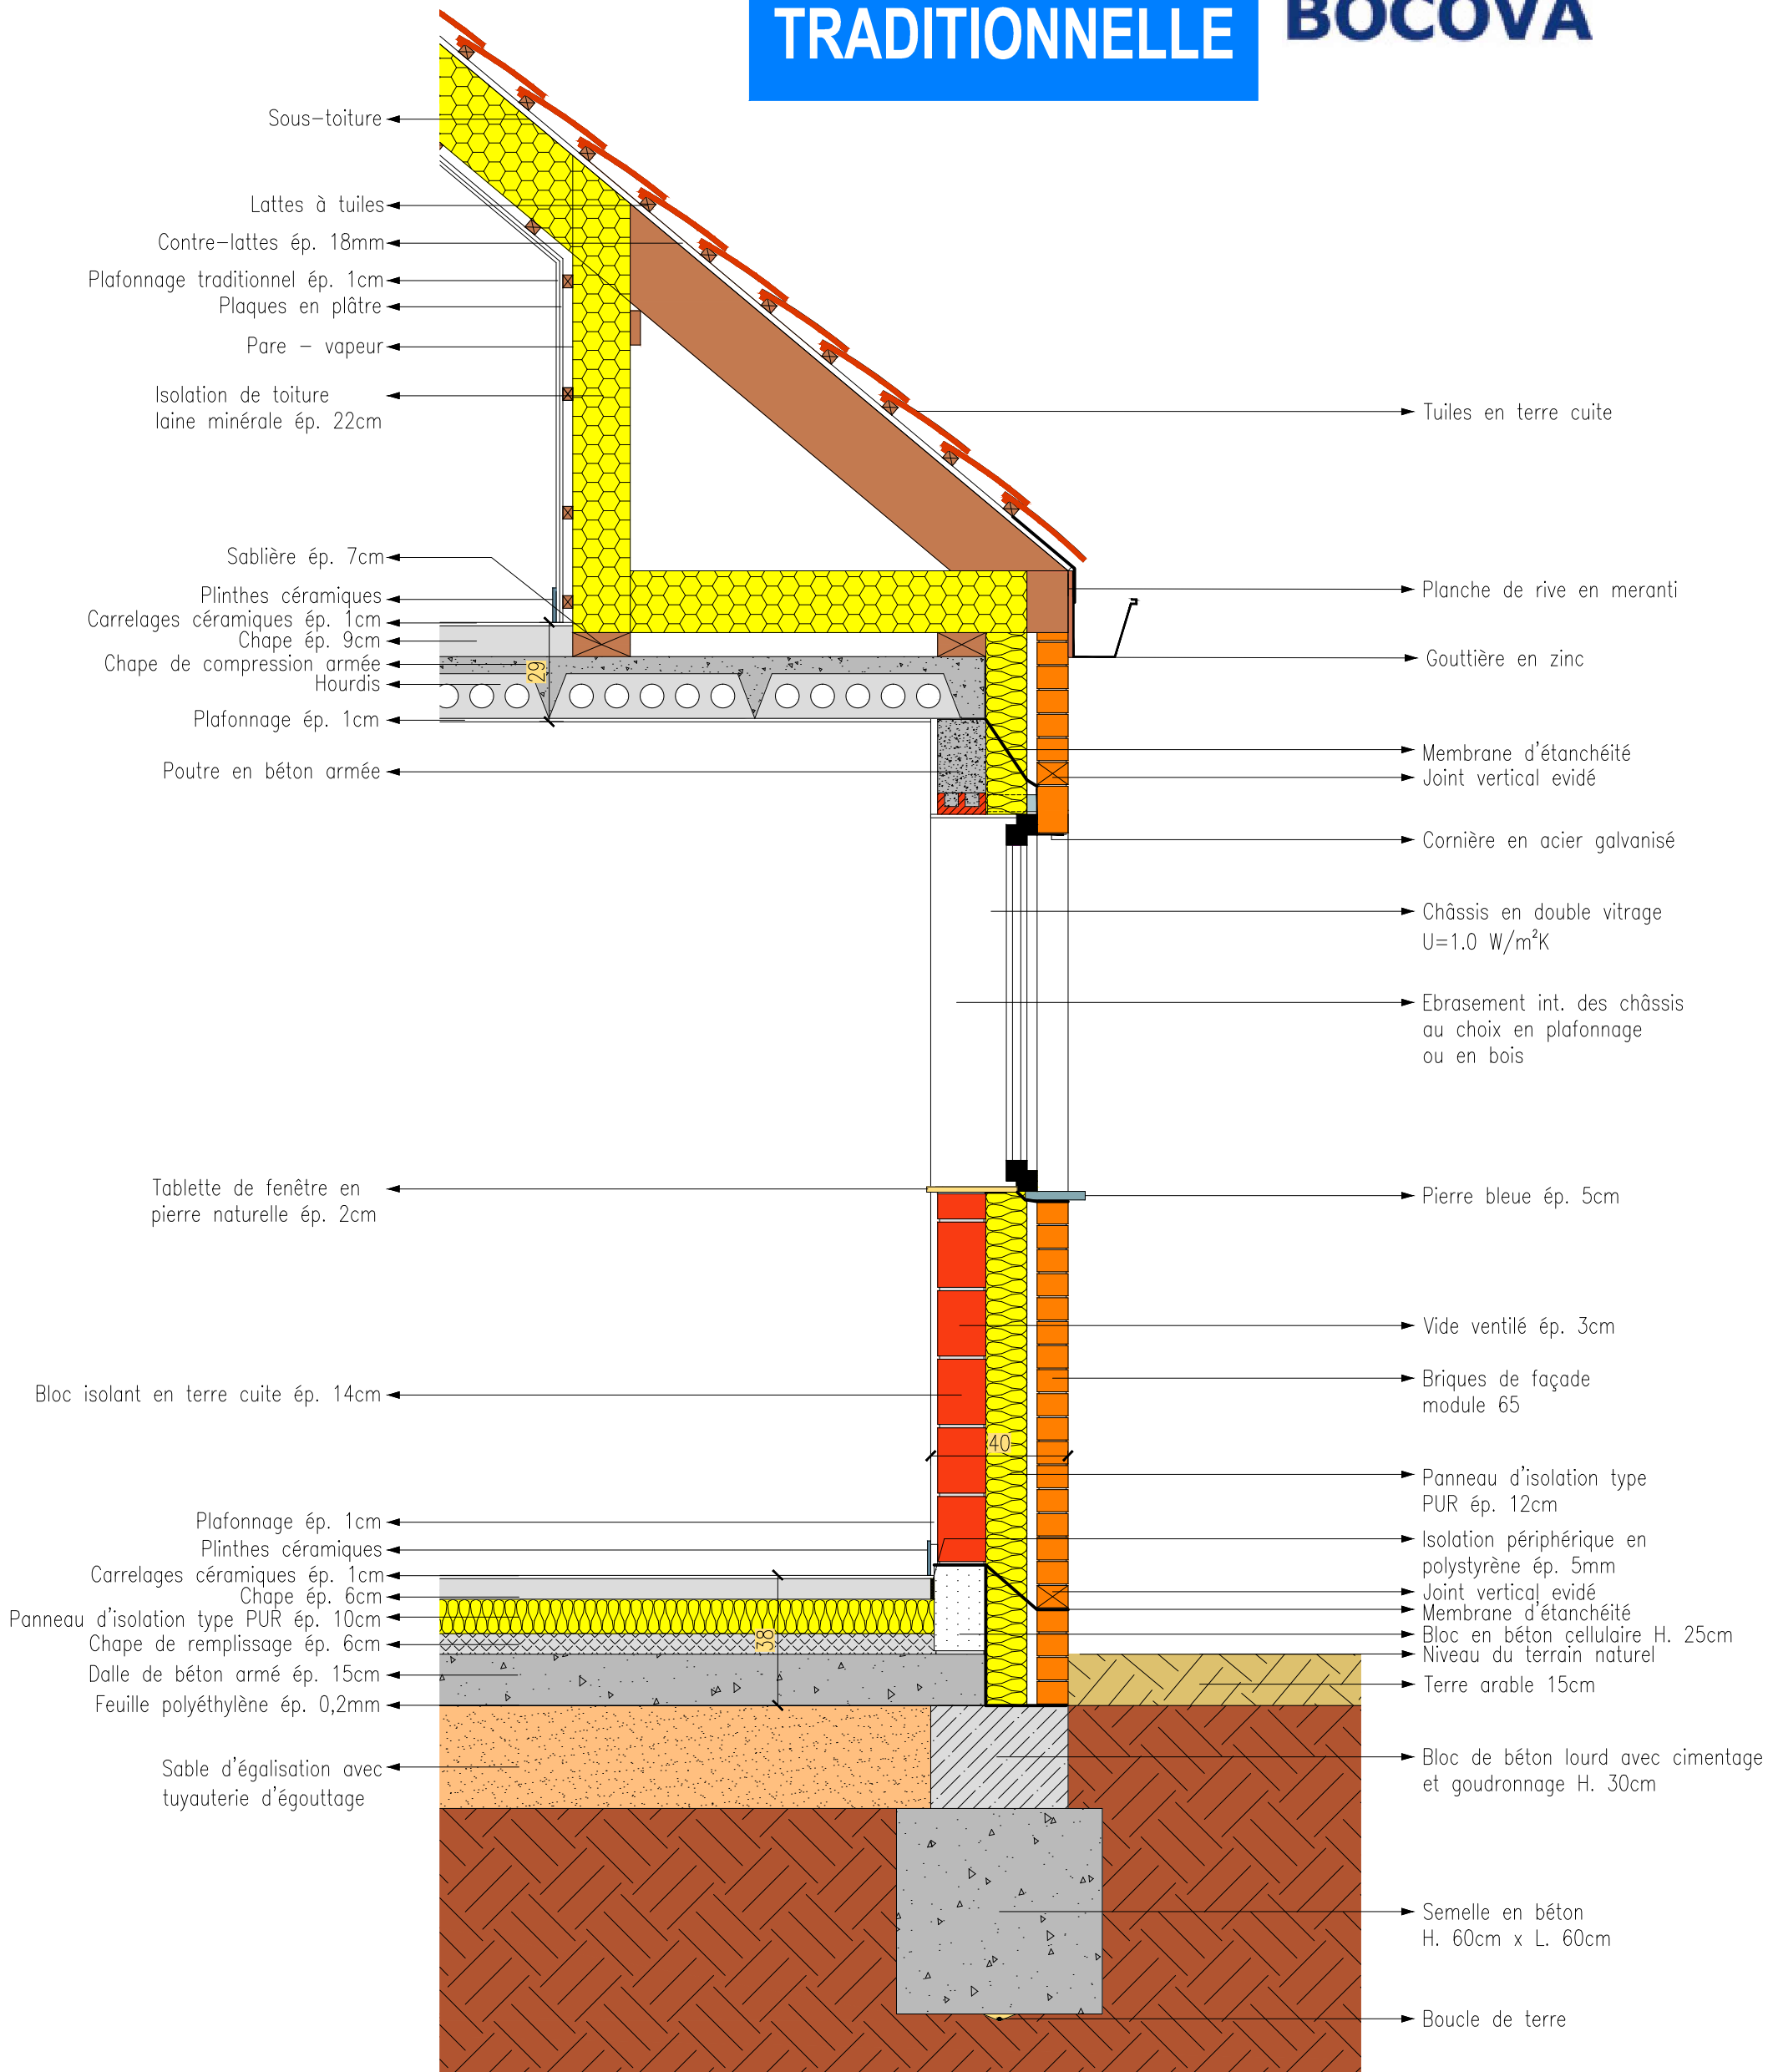 TRADITIONNELLE
BOCOVA
Sous-toiture
Lattes à tuiles
Contre-lattes ép. 18mm
Plafonnage traditionnel ép. 1cm
Plaques en plâtre
Pare - vapeur
Isolation de toiture
laine minérale ép. 22cm
Sablière ép. 7cm
Plinthes céramiques
Carrelages céramiques ép. 1cm
Chape ép. 9cm
Chape de compression armée
Hourdis
Plafonnage ép. 1cm
Poutre en béton armée
29
Tablette de fenêtre en
pierre naturelle ép. 2cm
Bloc isolant en terre cuite ép. 14cm
Plafonnage ép. 1cm
Plinthes céramiques
Carrelages céramiques ép. 1cm
Chape ép. 6cm
Panneau d'isolation type PUR ép. 10cm
Chape de remplissage ép. 6cm
Dalle de béton armé ép. 15cm
Feuille polyéthylène ép. 0,2mm
Sable d'égalisation avec
tuyauterie d'égouttage
40
38
Tuiles en terre cuite
Planche de rive en meranti
Gouttière en zinc
Membrane d'étanchéité
Joint vertical evidé
Cornière en acier galvanisé
Châssis en double vitrage
U=1.0 W/m²K
Ebrasement int. des châssis
au choix en plafonnage
ou en bois
Pierre bleue ép. 5cm
Vide ventilé ép. 3cm
Briques de façade
module 65
Panneau d'isolation type
PUR ép. 12cm
Isolation périphérique en
polystyrène ép. 5mm
Joint vertical evidé
Membrane d'étanchéité
Bloc en béton cellulaire H. 25cm
Niveau du terrain naturel
Terre arable 15cm
Bloc de béton lourd avec cimentage
et goudronnage H. 30cm
Semelle en béton
H. 60cm x L. 60cm
Boucle de terre